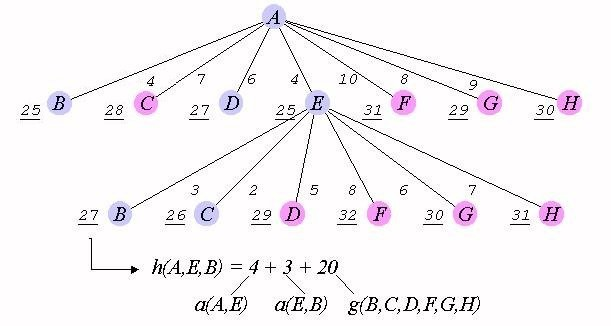 A
4 7 6 4 10 8 9
25 B 28 C 27 D 25 E 31 F 29 G 30 H
3 2 5 8 6 7
27 B 26 C 29 D 32 F 30 G 31 H
h(A,E,B) = 4 + 3 + 20
a(A,E) a(E,B) g(B,C,D,F,G,H)